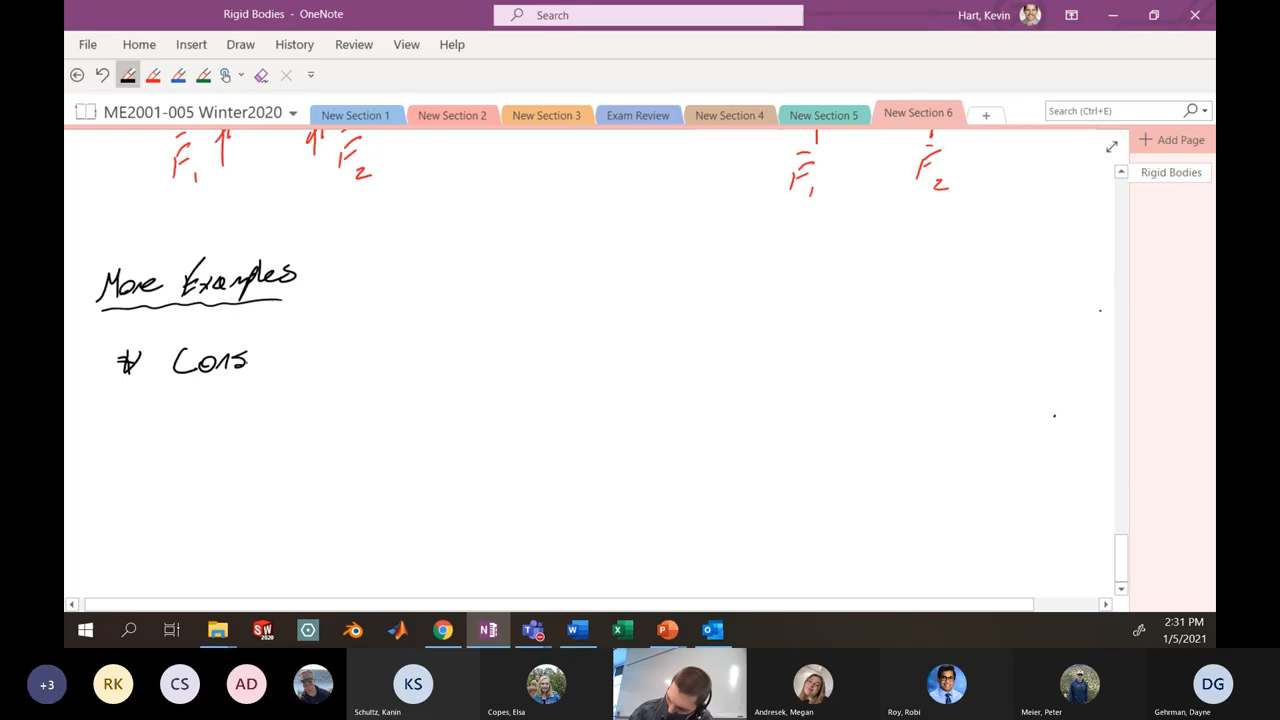 Rigid Bodies - OneNote
Search
Hart, Kevin
File Home Insert Draw History Review View Help
ME2001-005 Winter2020
New Section 1
New Section 2
New Section 3
Exam Review
New Section 4
New Section 5
New Section 6
Search (Ctrl+E)
Add Page
Rigid Bodies
F1
F2
F1
F2
More Examples
* Cons
2:31 PM
1/5/2021
+3
RK
CS
AD
KS
DG
Schultz, Kanin
Copes, Elsa
Andresek, Megan
Roy, Robi
Meier, Peter
Gehrman, Dayne